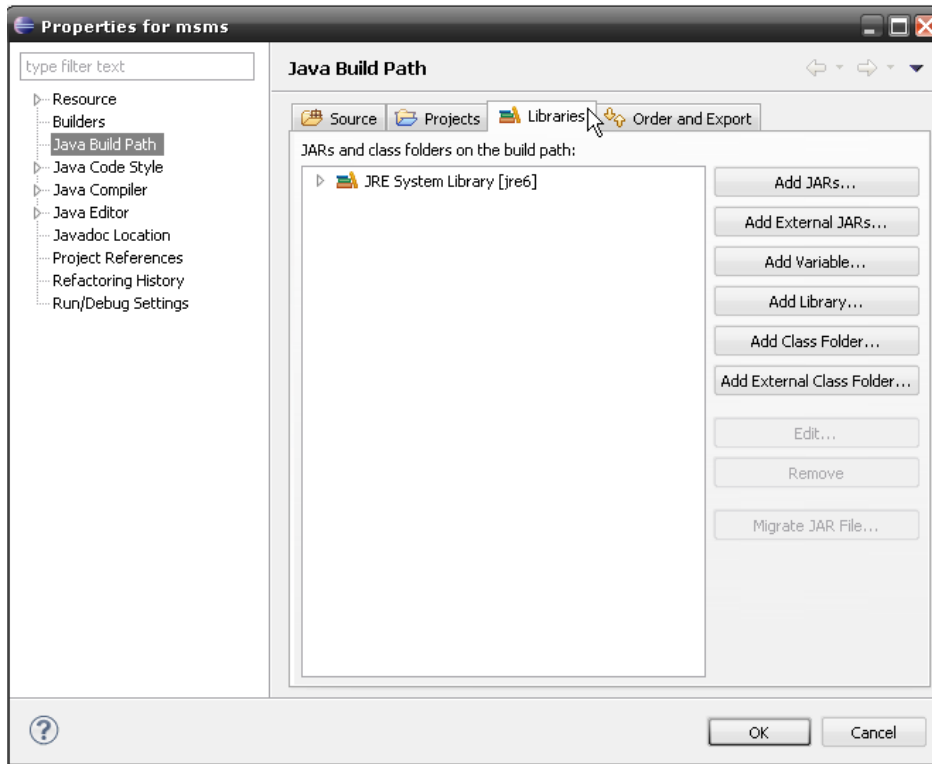 Properties for msms
type filter text
Resource
Builders
Java Build Path
Java Code Style
Java Compiler
Java Editor
Javadoc Location
Project References
Refactoring History
Run/Debug Settings
Java Build Path
Source Projects Libraries Order and Export
JARs and class folders on the build path:
JRE System Library [jre6]
Add JARs...
Add External JARs...
Add Variable...
Add Library...
Add Class Folder...
Add External Class Folder...
Edit...
Remove
Migrate JAR File...
?
OK Cancel